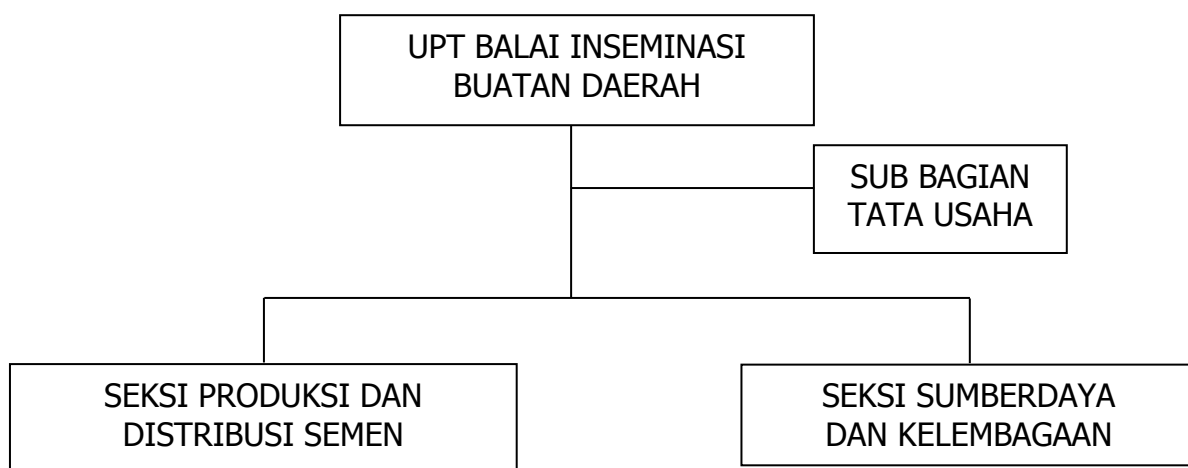 UPT BALAI INSEMINASI
BUATAN DAERAH
SUB BAGIAN
TATA USAHA
SEKSI PRODUKSI DAN
DISTRIBUSI SEMEN
SEKSI SUMBERDAYA
DAN KELEMBAGAAN